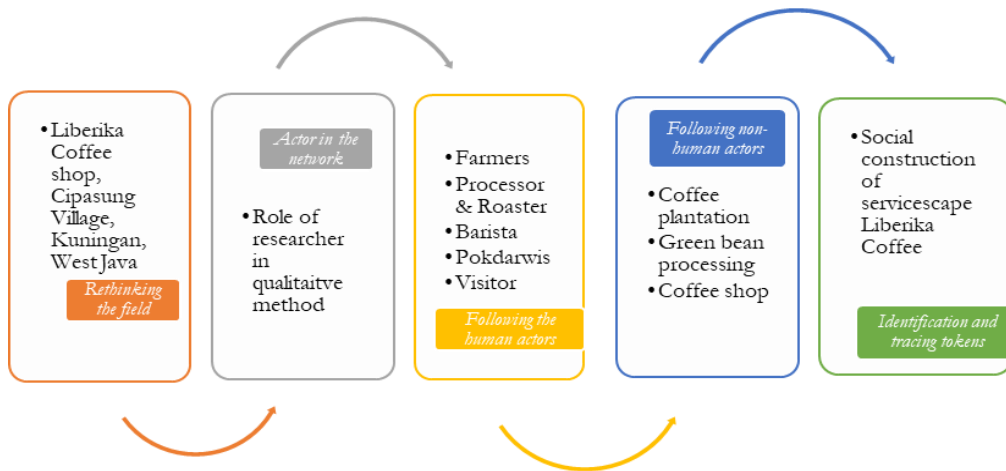 • Liberika
Coffee
shop,
Cipasung
Village,
Kuningan,
West Java
Rethinking
the field
Actor in the
network
• Role of
researcher
in
qualitaitve
method
• Farmers
• Processor
& Roaster
• Barista
• Pokdarwis
• Visitor
Following the
human actors
Following non-
human actors
• Coffee
plantation
• Green bean
processing
• Coffee shop
• Social
construction
of
servicescape
Liberika
Coffee
Identification and
tracing tokens